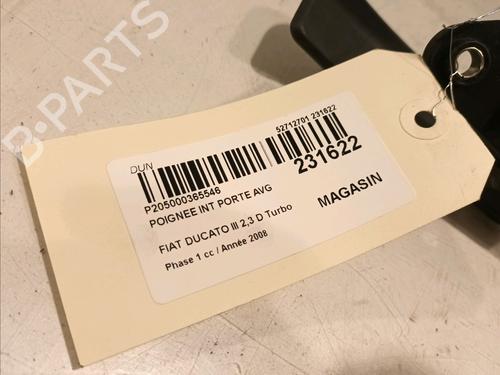 B-PARTS
DUN
52712701 231622
P205000365546
231622
POIGNEE INT PORTE AVG
MAGASIN
FIAT DUCATO III 2,3 D Turbo
Phase 1 cc / Année 2008